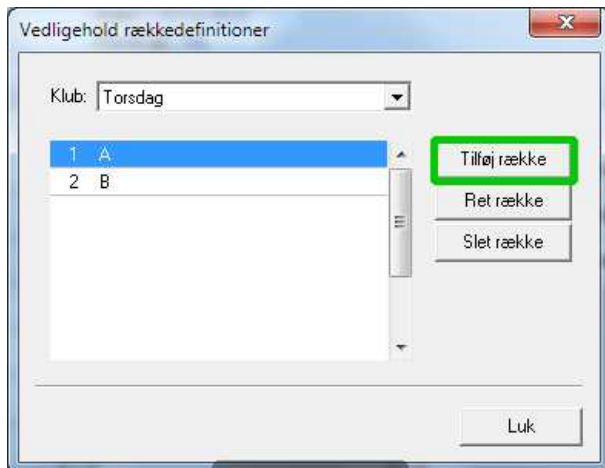 Vedligehold rækkedefinitioner
Klub: Torsdag
1 A
2 B
Tilføj række
Ret række
Slet række
Luk